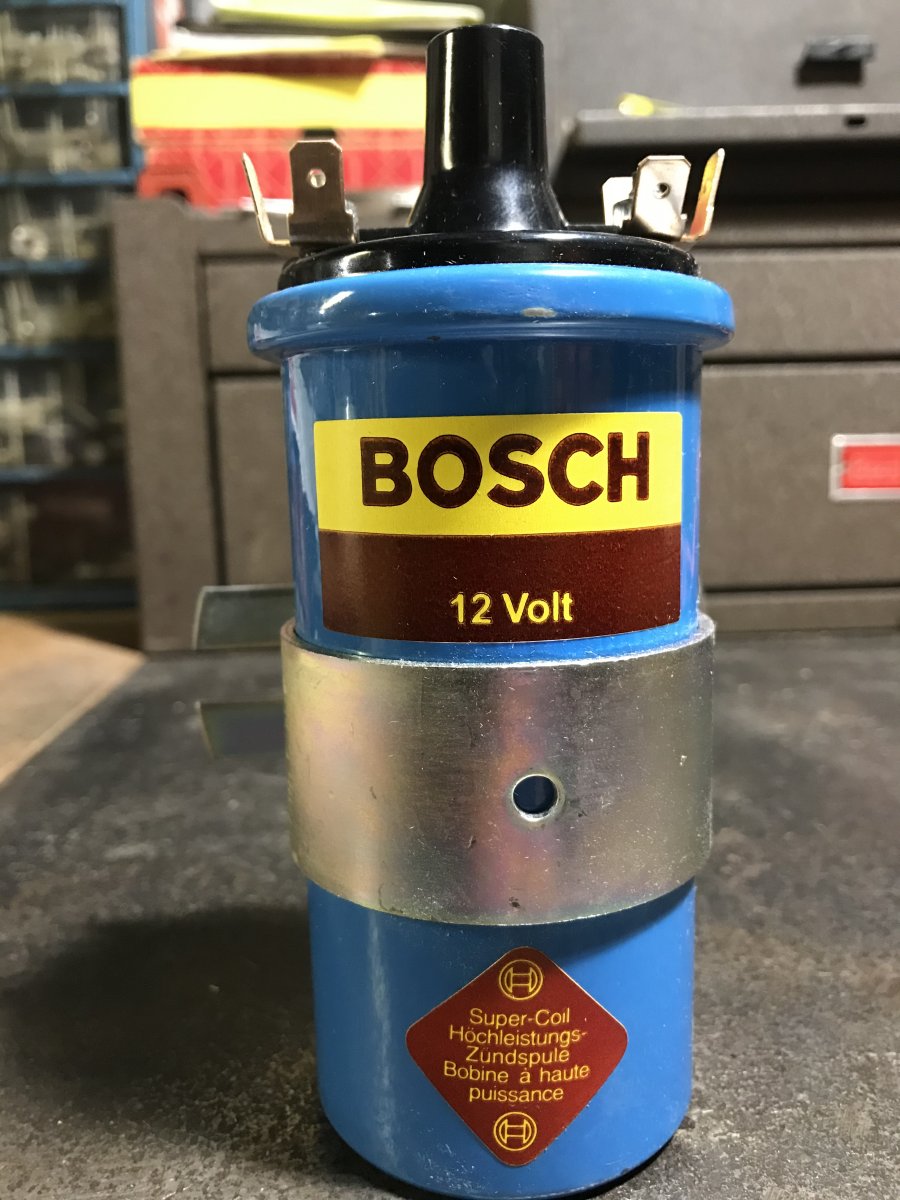 BOSCH
12 Volt
Super-Coil
Höchleistungs-
Zündspule
Bobine à haute
puissance